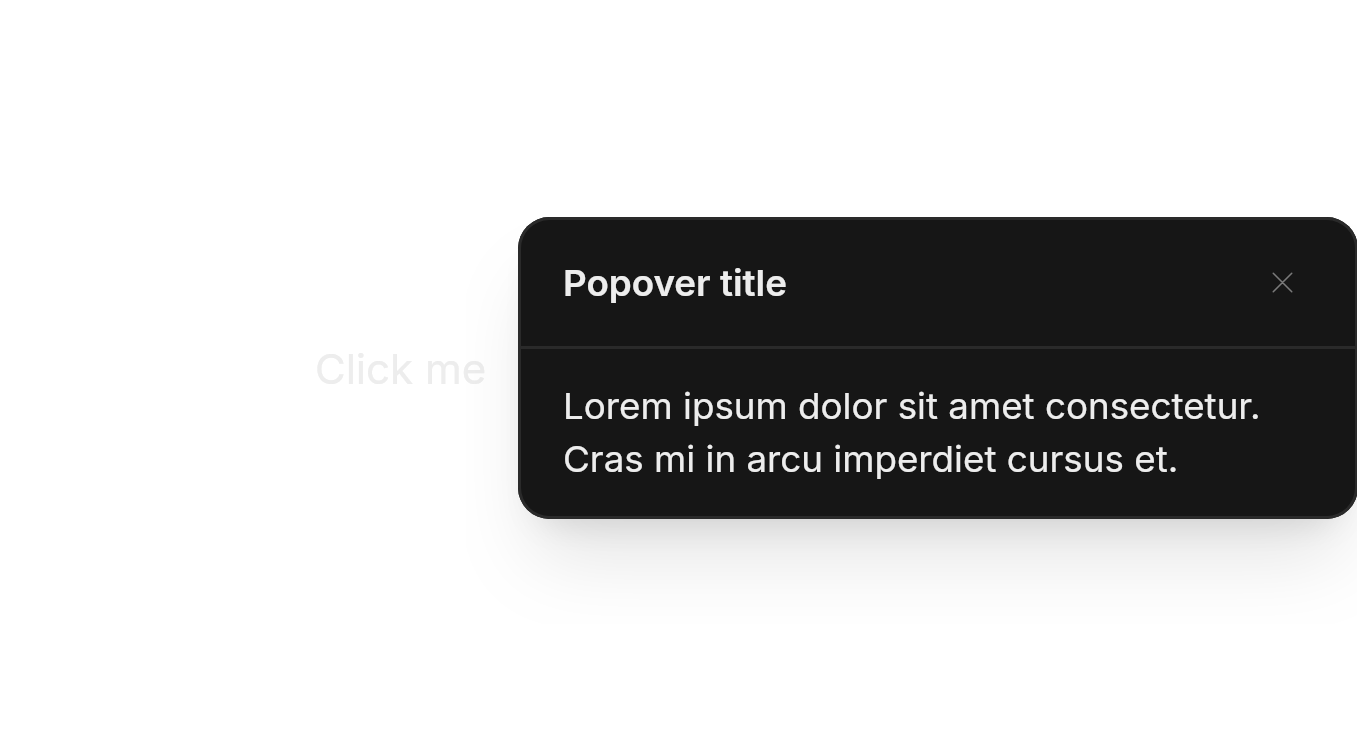 Click me
Popover title
Lorem ipsum dolor sit amet consectetur.
Cras mi in arcu imperdiet cursus et.